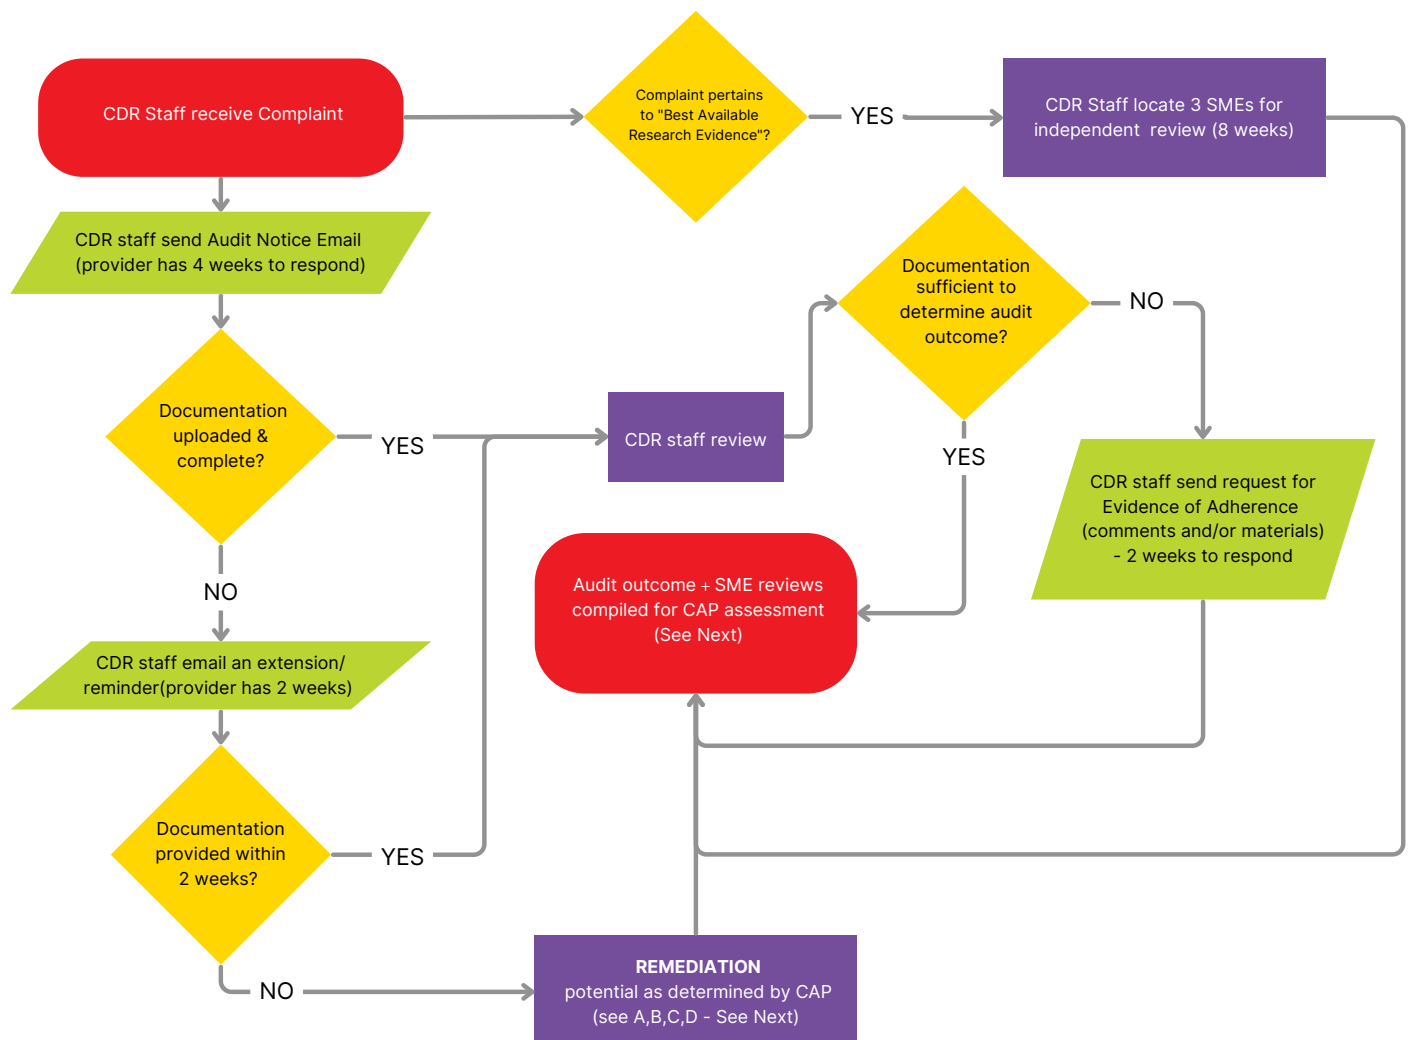 CDR Staff receive Complaint
Complaint pertains
to "Best Available
Research Evidence"?
YES
CDR Staff locate 3 SMEs for
independent review (8 weeks)
CDR staff send Audit Notice Email
(provider has 4 weeks to respond)
Documentation
sufficient to
determine audit
outcome?
NO
YES
Documentation
uploaded &
complete?
YES
CDR staff review
CDR staff send request for
Evidence of Adherence
(comments and/or materials)
- 2 weeks to respond
NO
Audit outcome + SME reviews
compiled for CAP assessment
(See Next)
CDR staff email an extension/
reminder(provider has 2 weeks)
Documentation
provided within
2 weeks?
YES
NO
REMEDIATION
potential as determined by CAP
(see A,B,C,D - See Next)